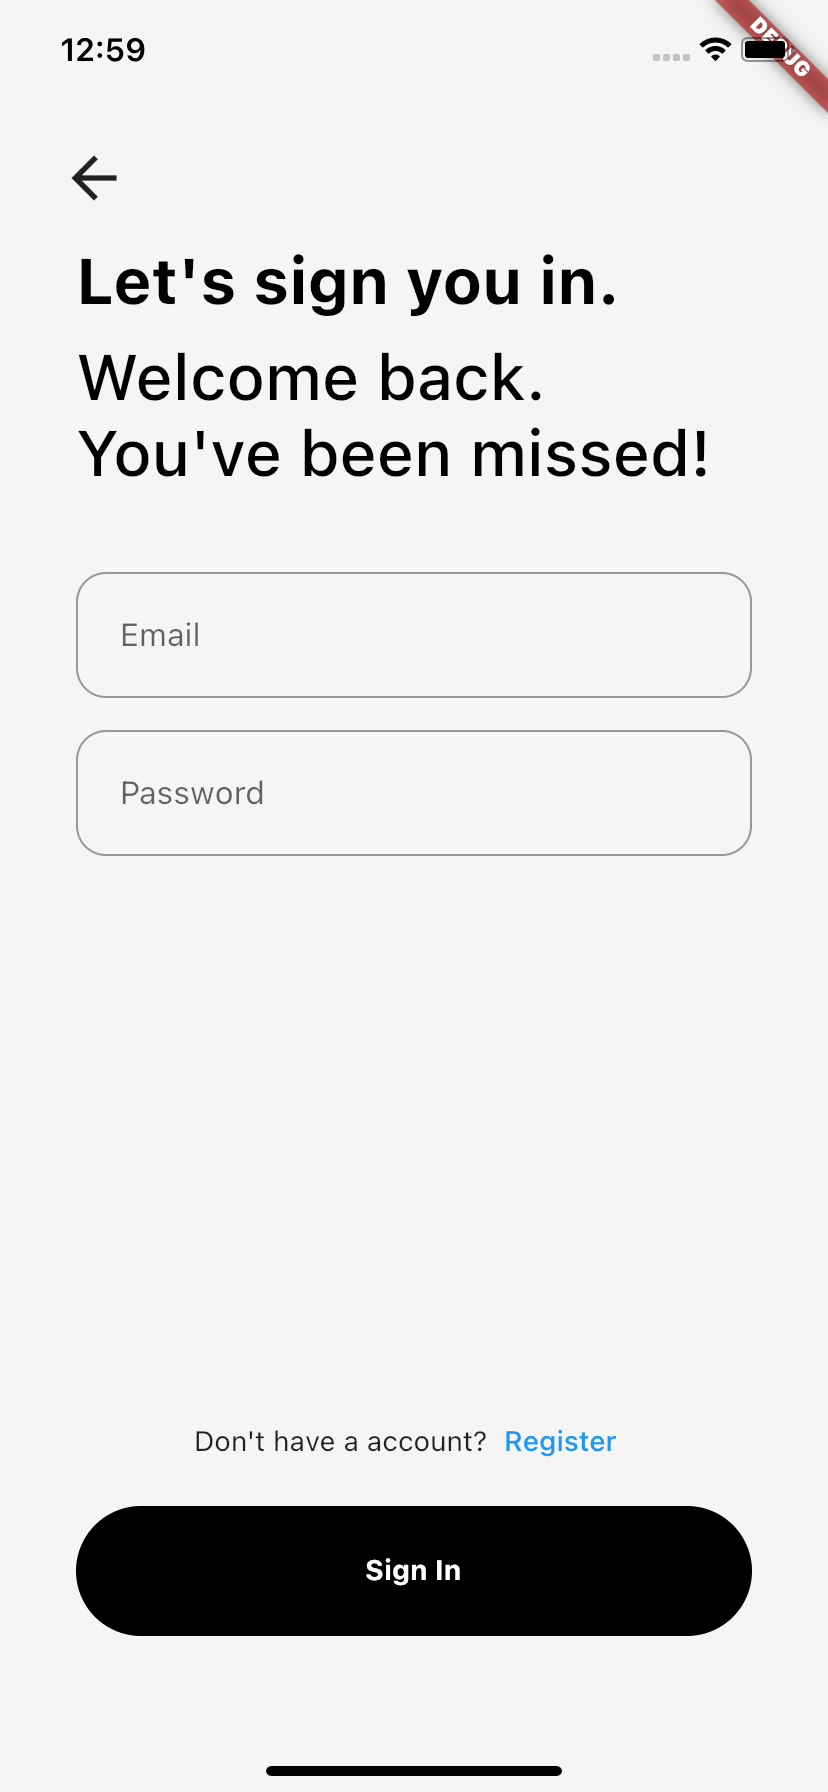 12:59
DEBUG
Let's sign you in.
Welcome back.
You've been missed!
Email
Password
Don't have a account? Register
Sign In